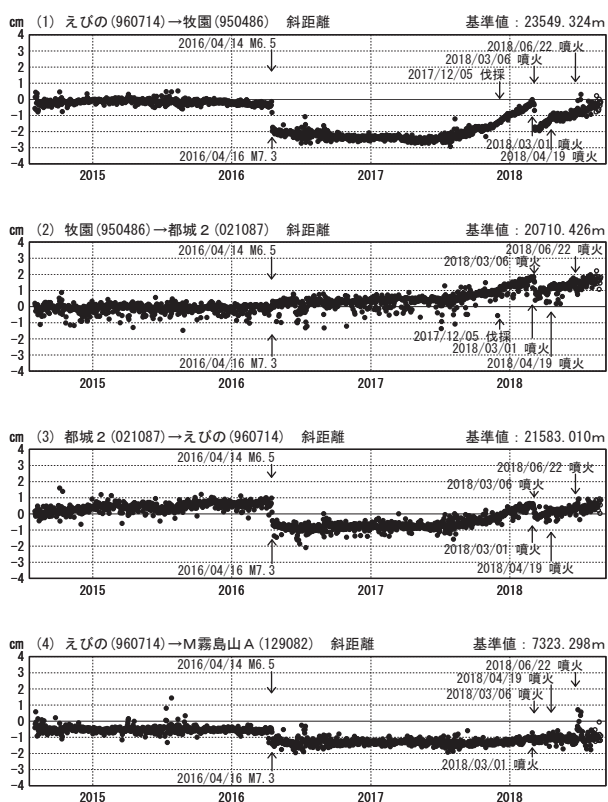 cm (1) えびの(960714)→牧園(950486) 斜距離 基準値：23549.324m
2016/04/14 M6.5
2018/06/22 噴火
2018/03/06 噴火
2017/12/05 伐採
4
3
2
1
0
-1
-2
-3
-4
2016/04/16 M7.3
2018/03/01 噴火
2018/04/19 噴火
2015 2016 2017 2018
cm (2) 牧園(950486)→都城2(021087) 斜距離 基準値：20710.426m
2016/04/14 M6.5
2018/06/22 噴火
2018/03/06 噴火
4
3
2
1
0
-1
-2
-3
-4
2017/12/05 伐採
2018/03/01 噴火
2016/04/16 M7.3
2018/04/19 噴火
2015 2016 2017 2018
cm (3) 都城2(021087)→えびの(960714) 斜距離 基準値：21583.010m
2016/04/14 M6.5
2018/06/22 噴火
2018/03/06 噴火
4
3
2
1
0
-1
-2
-3
-4
2018/03/01 噴火
2016/04/16 M7.3
2018/04/19 噴火
2015 2016 2017 2018
cm (4) えびの(960714)→M霧島山A(129082) 斜距離 基準値：7323.298m
2016/04/14 M6.5
2018/06/22 噴火
2018/04/19 噴火
2018/03/06 噴火
4
3
2
1
0
-1
-2
-3
-4
2018/03/01 噴火
2016/04/16 M7.3
2015 2016 2017 2018